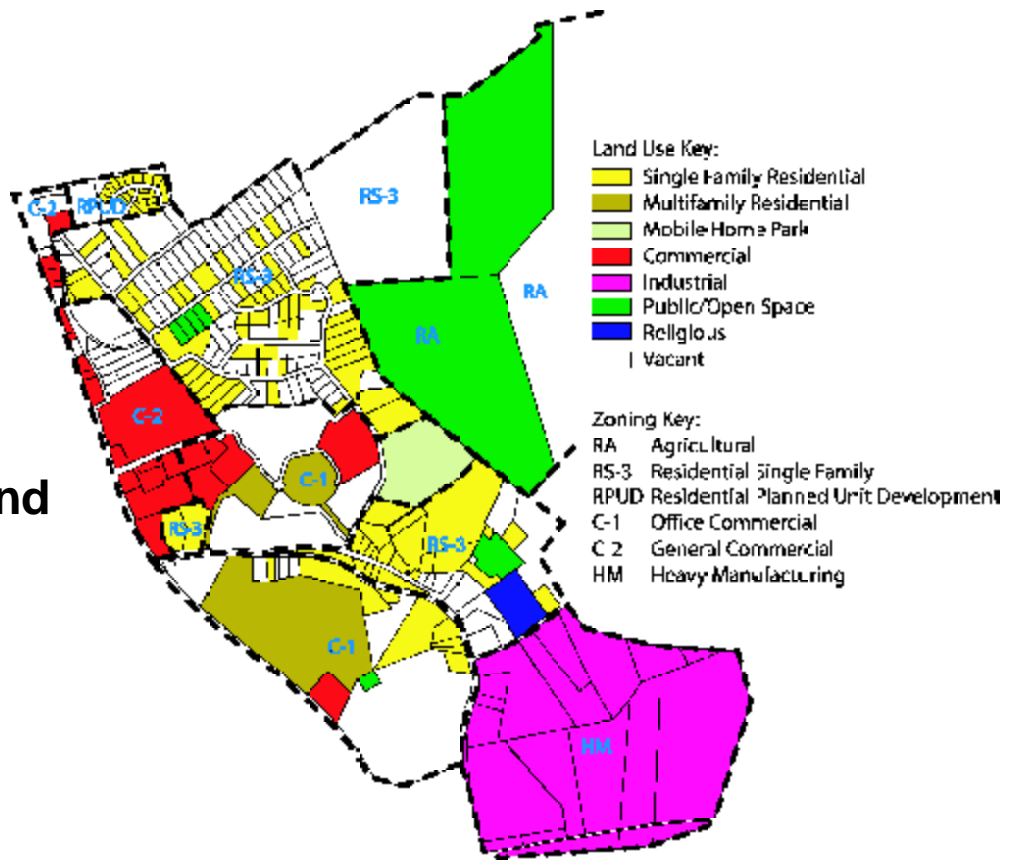 RS-3
C-2 RPUD
RS-3
RA
RA
C-2
C-1
RS-3
RS-3
C-1
HM
nd
Land Use Key:
Single Family Residential
Multifamily Residential
Mobile Home Park
Commercial
Industrial
Public/Open Space
Religious
Vacant
Zoning Key:
RA Agricultural
RS-3 Residential Single Family
RPUD Residential Planned Unit Development
C-1 Office Commercial
C-2 General Commercial
HM Heavy Manufacturing